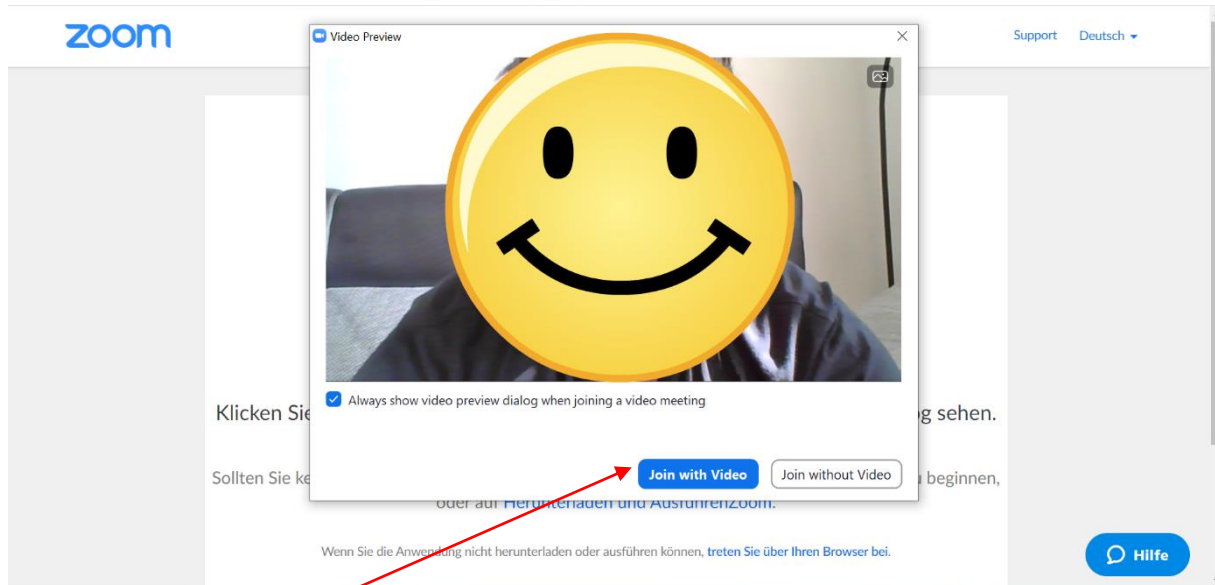 zoom
Video Preview
Support Deutsch
Always show video preview dialog when joining a video meeting
Klicken Sie g sehen.
Join with Video Join without Video
Sollten Sie ke beginnen,
oder auf Herunterladen und AusführenZoom.
Wenn Sie die Anwendung nicht herunterladen oder ausführen können, treten Sie über Ihren Browser bei.
Hilfe